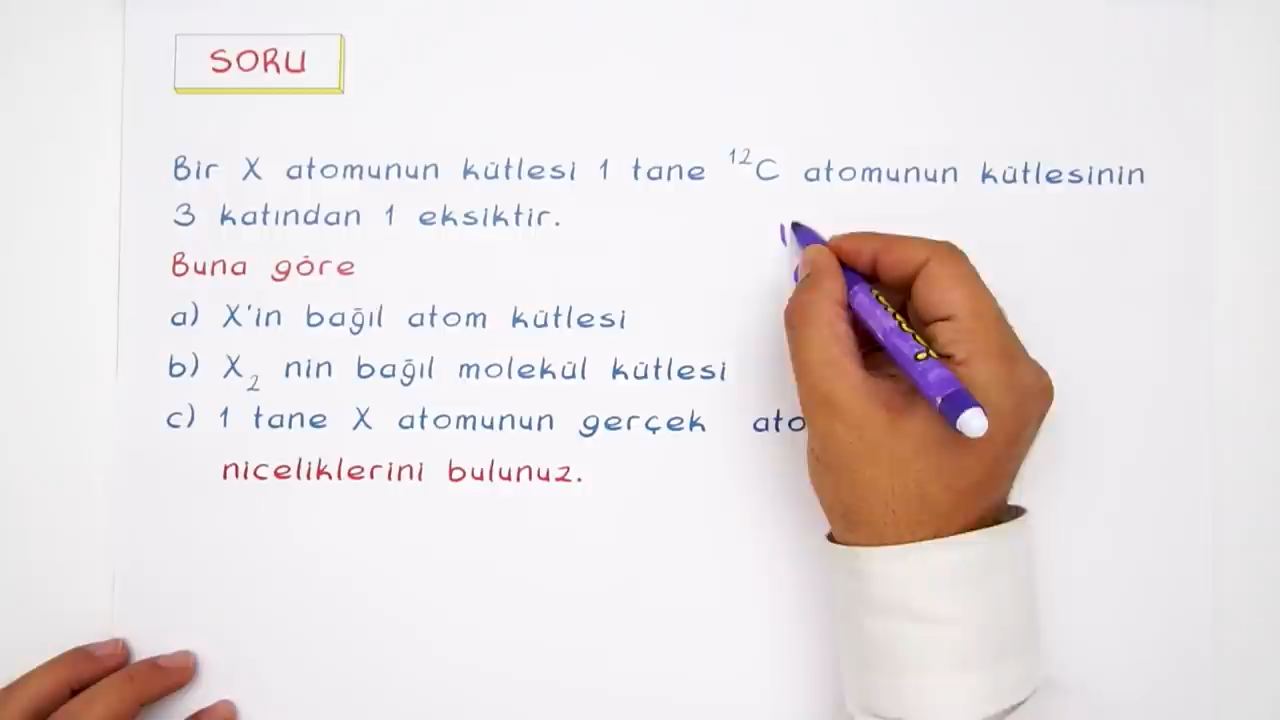 SORU
Bir X atomunun kütlesi 1 tane ¹²C atomunun kütlesinin
3 katından 1 eksiktir.
Buna göre
a) X'in bağıl atom kütlesi
b) X₂ nin bağıl molekül kütlesi
c) 1 tane X atomunun gerçek ato
niceliklerini bulunuz.